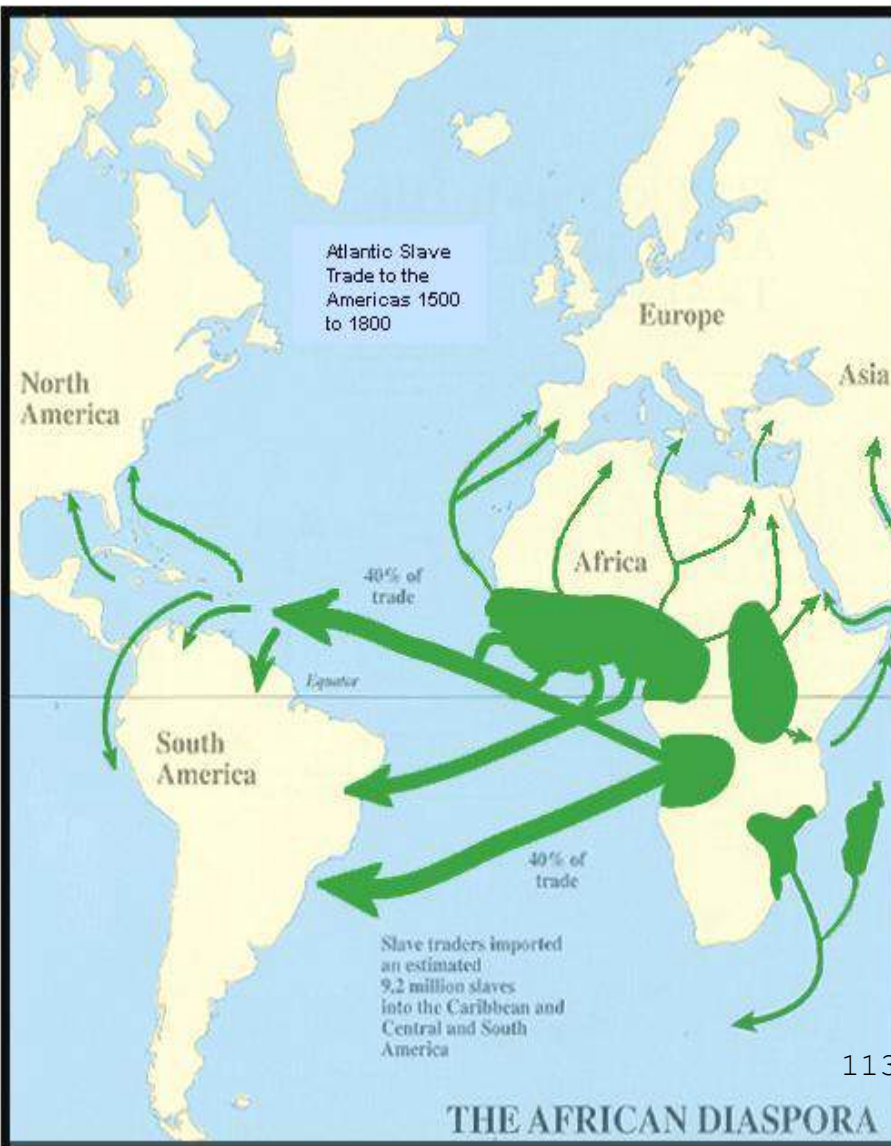 Atlantic Slave
Trade to the
Americas 1500
to 1800
Europe
North
America
Asia
40% of
trade
Africa
Equator
South
America
40% of
trade
Slave traders imported
an estimated
9.2 million slaves
into the Caribbean and
Central and South
America
113
THE AFRICAN DIASPORA